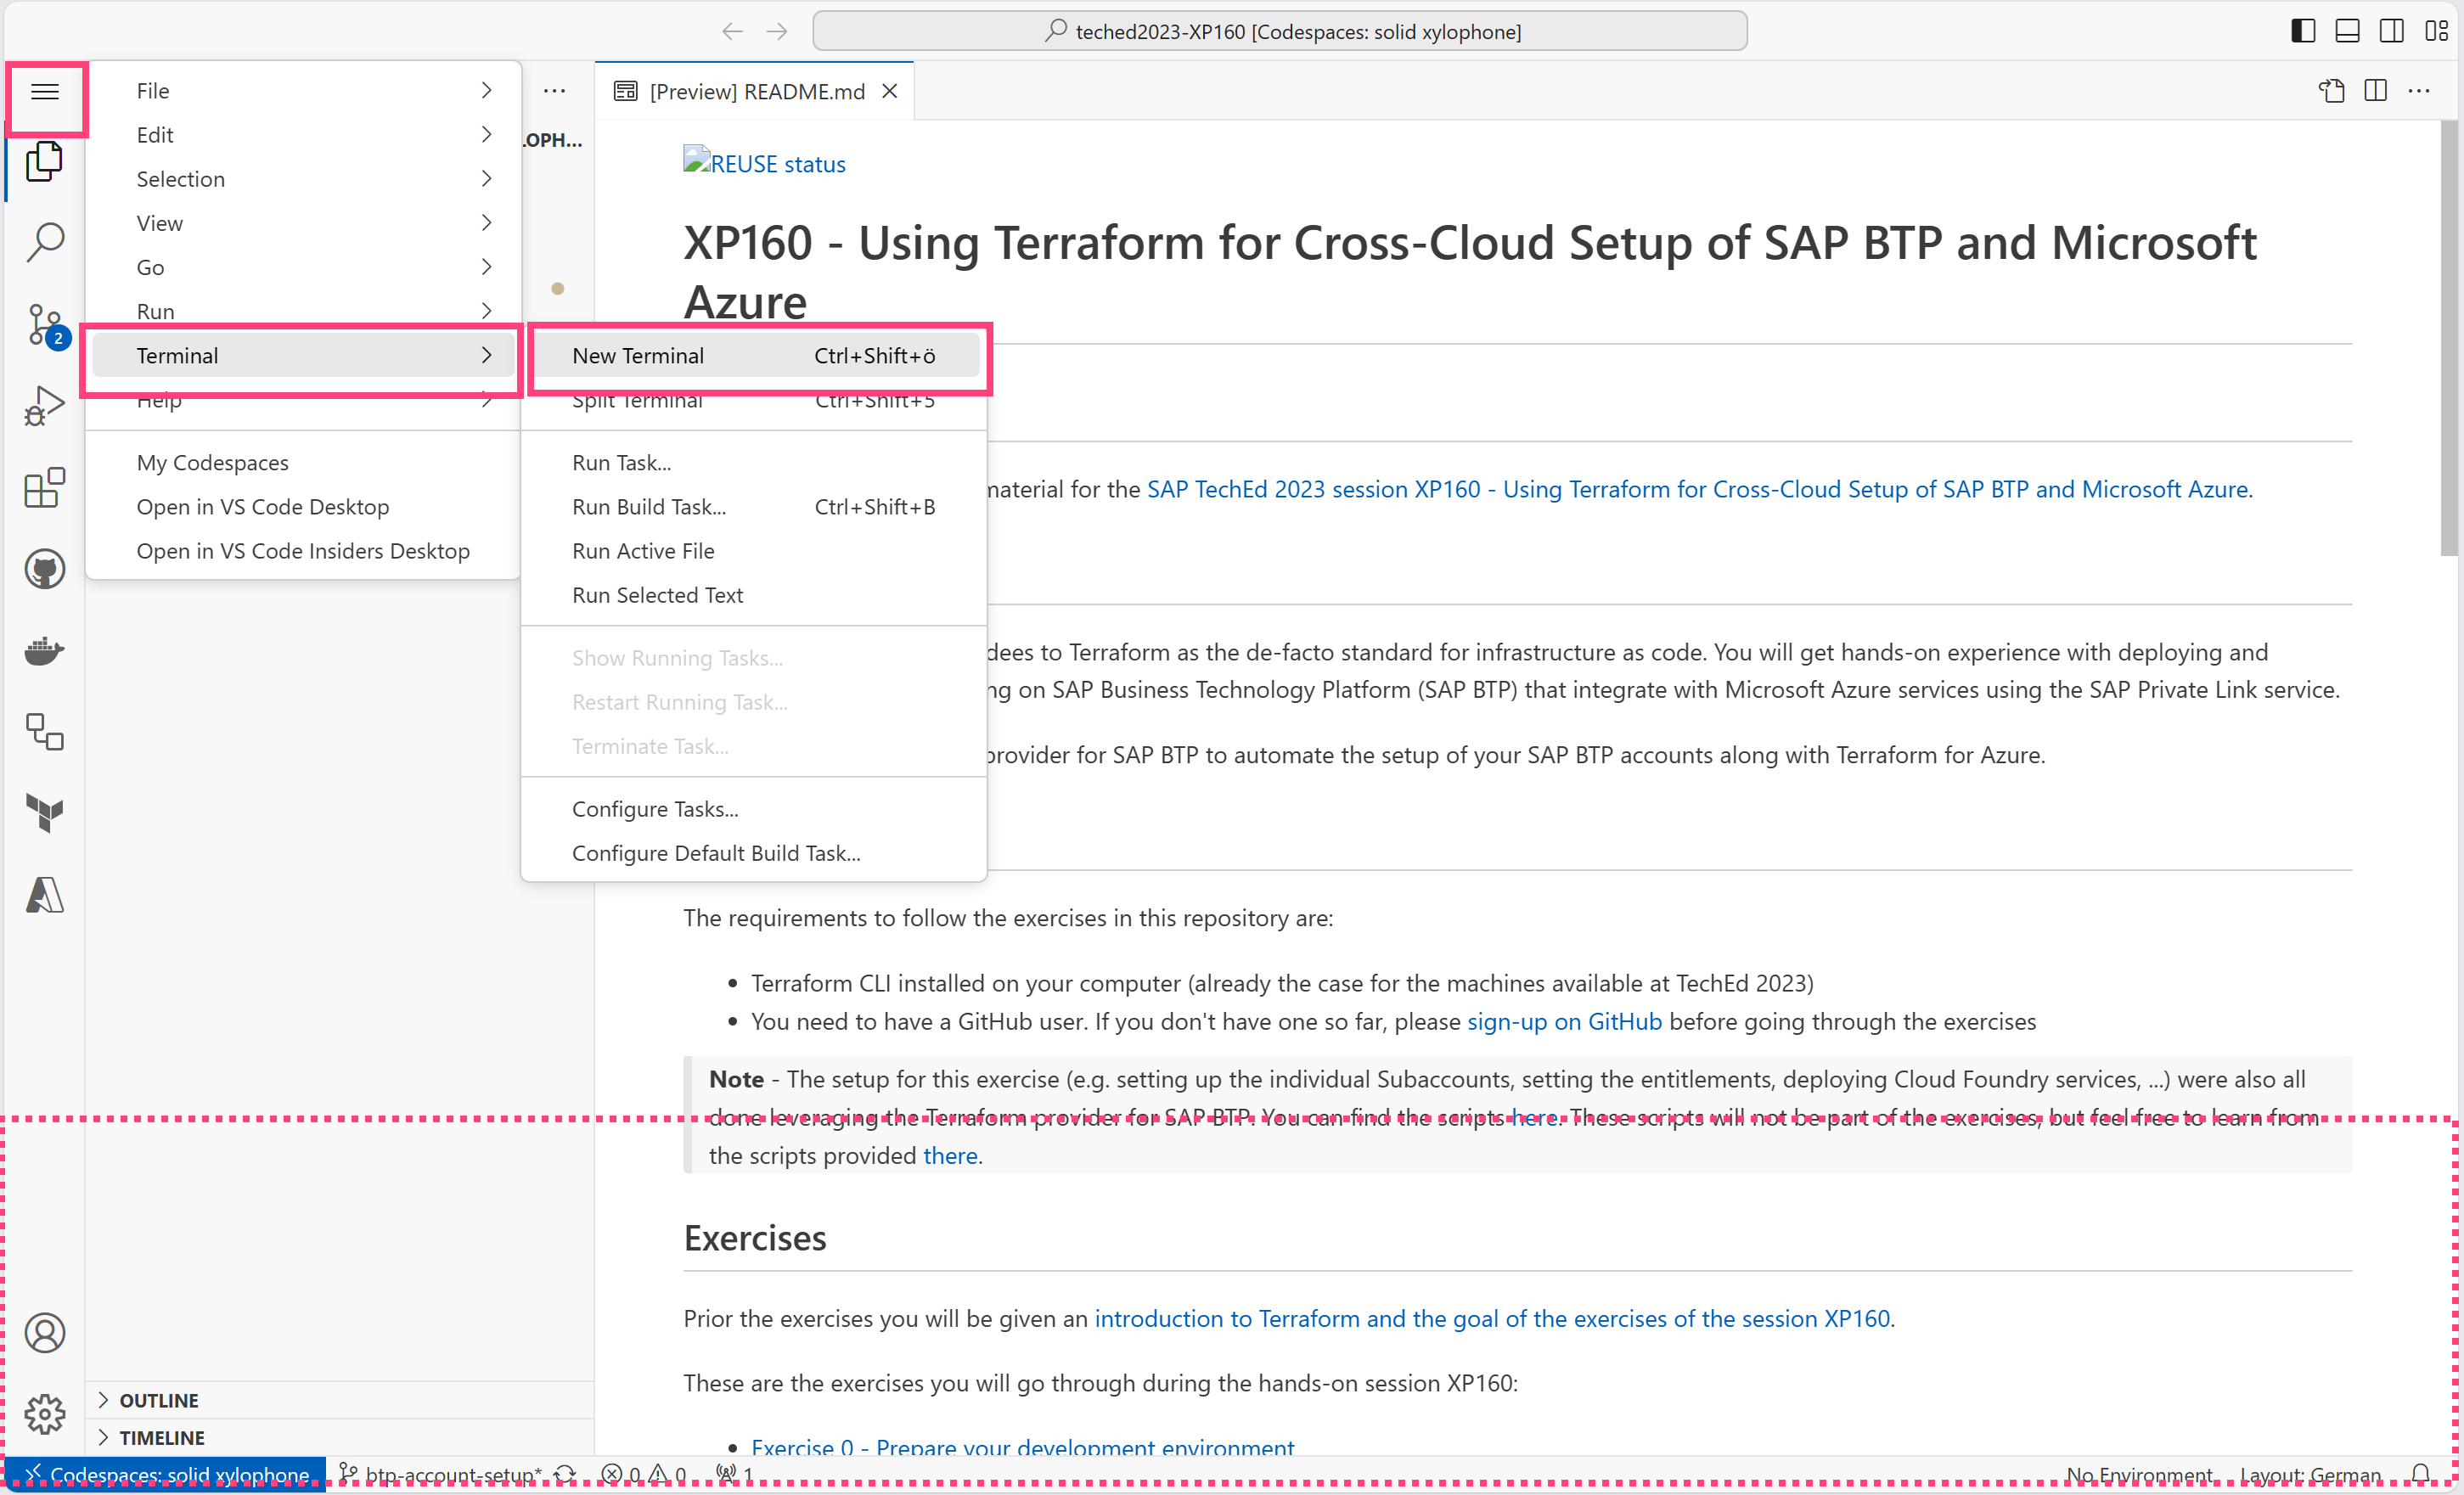 teched2023-XP160 [Codespaces: solid xylophone]
File
Edit
Selection
View
Go
Run
Terminal
Help
My Codespaces
Open in VS Code Desktop
Open in VS Code Insiders Desktop
New Terminal Ctrl+Shift+ö
Split Terminal Ctrl+Shift+5
Run Task...
Run Build Task... Ctrl+Shift+B
Run Active File
Run Selected Text
Show Running Tasks...
Restart Running Task...
Terminate Task...
Configure Tasks...
Configure Default Build Task...
LOPH...
2
OUTLINE
TIMELINE
[Preview] README.md
REUSE status
XP160 - Using Terraform for Cross-Cloud Setup of SAP BTP and Microsoft
Azure
material for the SAP TechEd 2023 session XP160 - Using Terraform for Cross-Cloud Setup of SAP BTP and Microsoft Azure.
dees to Terraform as the de-facto standard for infrastructure as code. You will get hands-on experience with deploying and
ng on SAP Business Technology Platform (SAP BTP) that integrate with Microsoft Azure services using the SAP Private Link service.
provider for SAP BTP to automate the setup of your SAP BTP accounts along with Terraform for Azure.
The requirements to follow the exercises in this repository are:
• Terraform CLI installed on your computer (already the case for the machines available at TechEd 2023)
• You need to have a GitHub user. If you don't have one so far, please sign-up on GitHub before going through the exercises
Note - The setup for this exercise (e.g. setting up the individual Subaccounts, setting the entitlements, deploying Cloud Foundry services, ...) were also all
done leveraging the Terraform provider for SAP BTP. You can find the scripts here. These scripts will not be part of the exercises, but feel free to learn from
the scripts provided there.
Exercises
Prior the exercises you will be given an introduction to Terraform and the goal of the exercises of the session XP160.
These are the exercises you will go through during the hands-on session XP160:
• Exercise 0 - Prepare your development environment
Codespaces: solid xylophone btp-account-setup* 0 0 1 No Environment Layout: German